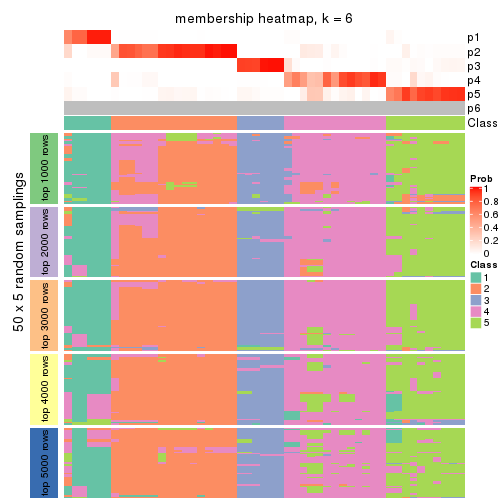 membership heatmap, k = 6
p1
p2
p3
p4
p5
p6
Class
50 x 5 random samplings
top 1000 rows
top 2000 rows
top 3000 rows
top 4000 rows
top 5000 rows
Prob
1
0.8
0.6
0.4
0.2
0
Class
1
2
3
4
5